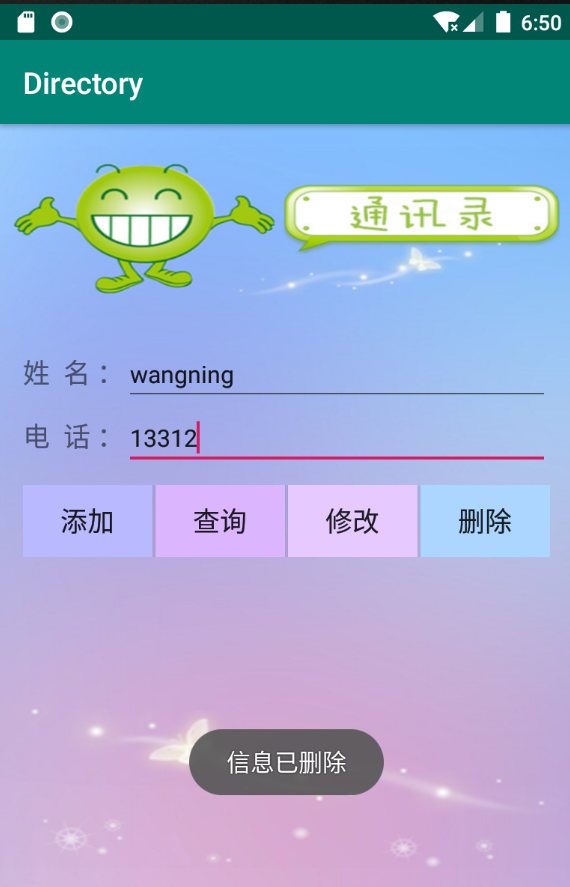 6:50
Directory
通讯录
姓 名： wangning
电 话： 13312
添加 查询 修改 删除
信息已删除